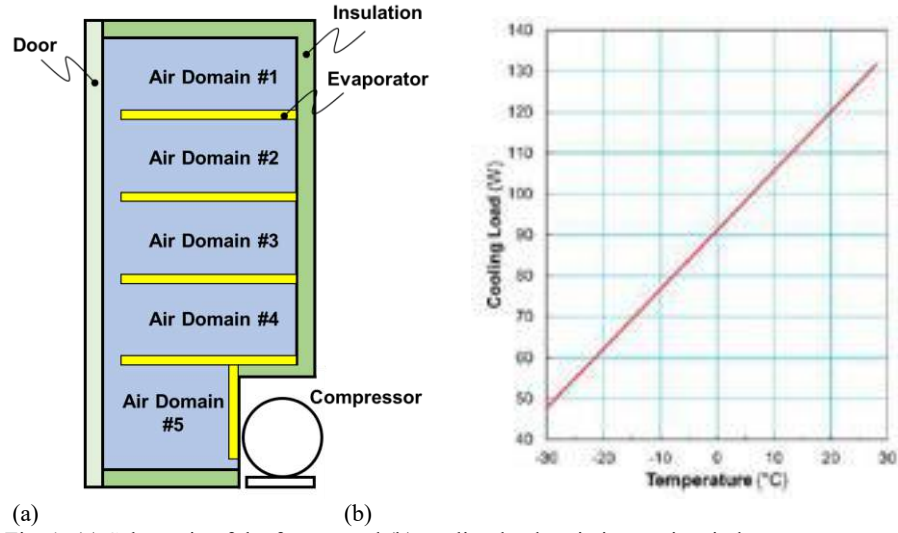 Door
Insulation
Evaporator
Air Domain #1
Air Domain #2
Air Domain #3
Air Domain #4
Air Domain
#5
Compressor
(a)
140
130
120
110
100
90
80
70
60
50
40
Cooling Load (W)
-30 -20 -10 0 10 20 30
Temperature (°C)
(b)